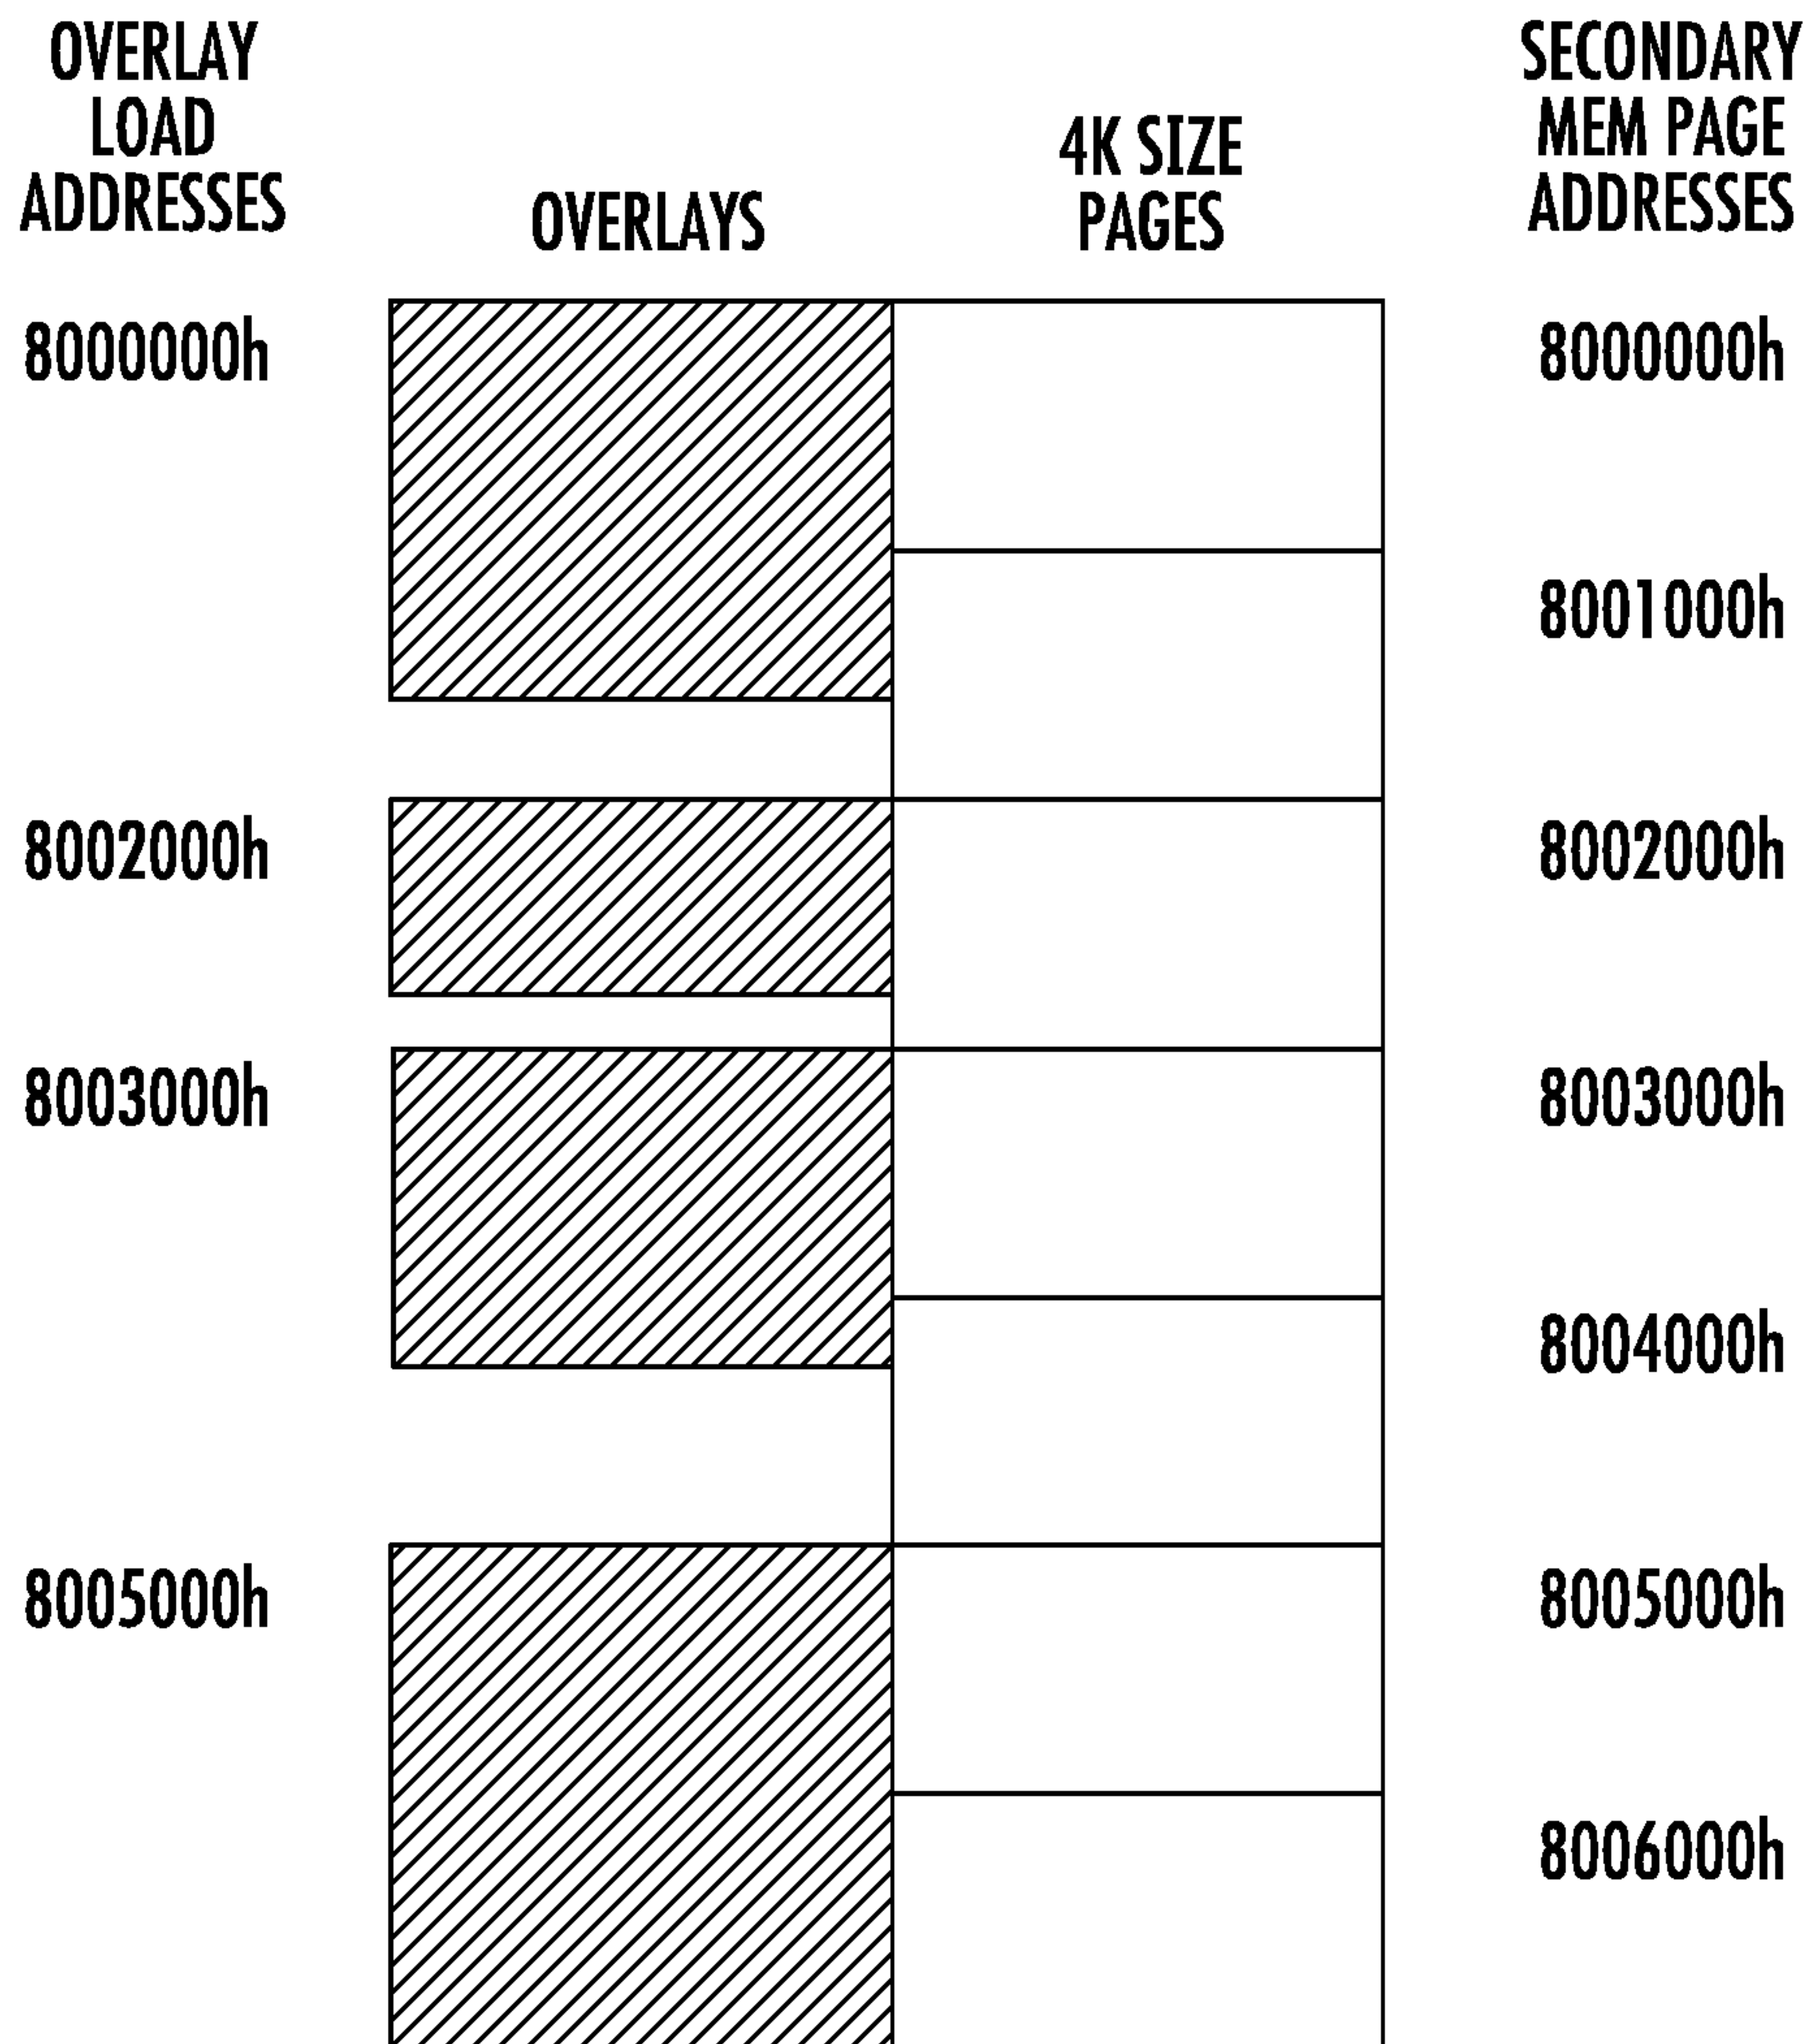 OVERLAY
LOAD
ADDRESSES
OVERLAYS
4K SIZE
PAGES
SECONDARY
MEM PAGE
ADDRESSES
8000000h
8000000h
8001000h
8002000h
8002000h
8003000h
8003000h
8004000h
8005000h
8005000h
8006000h